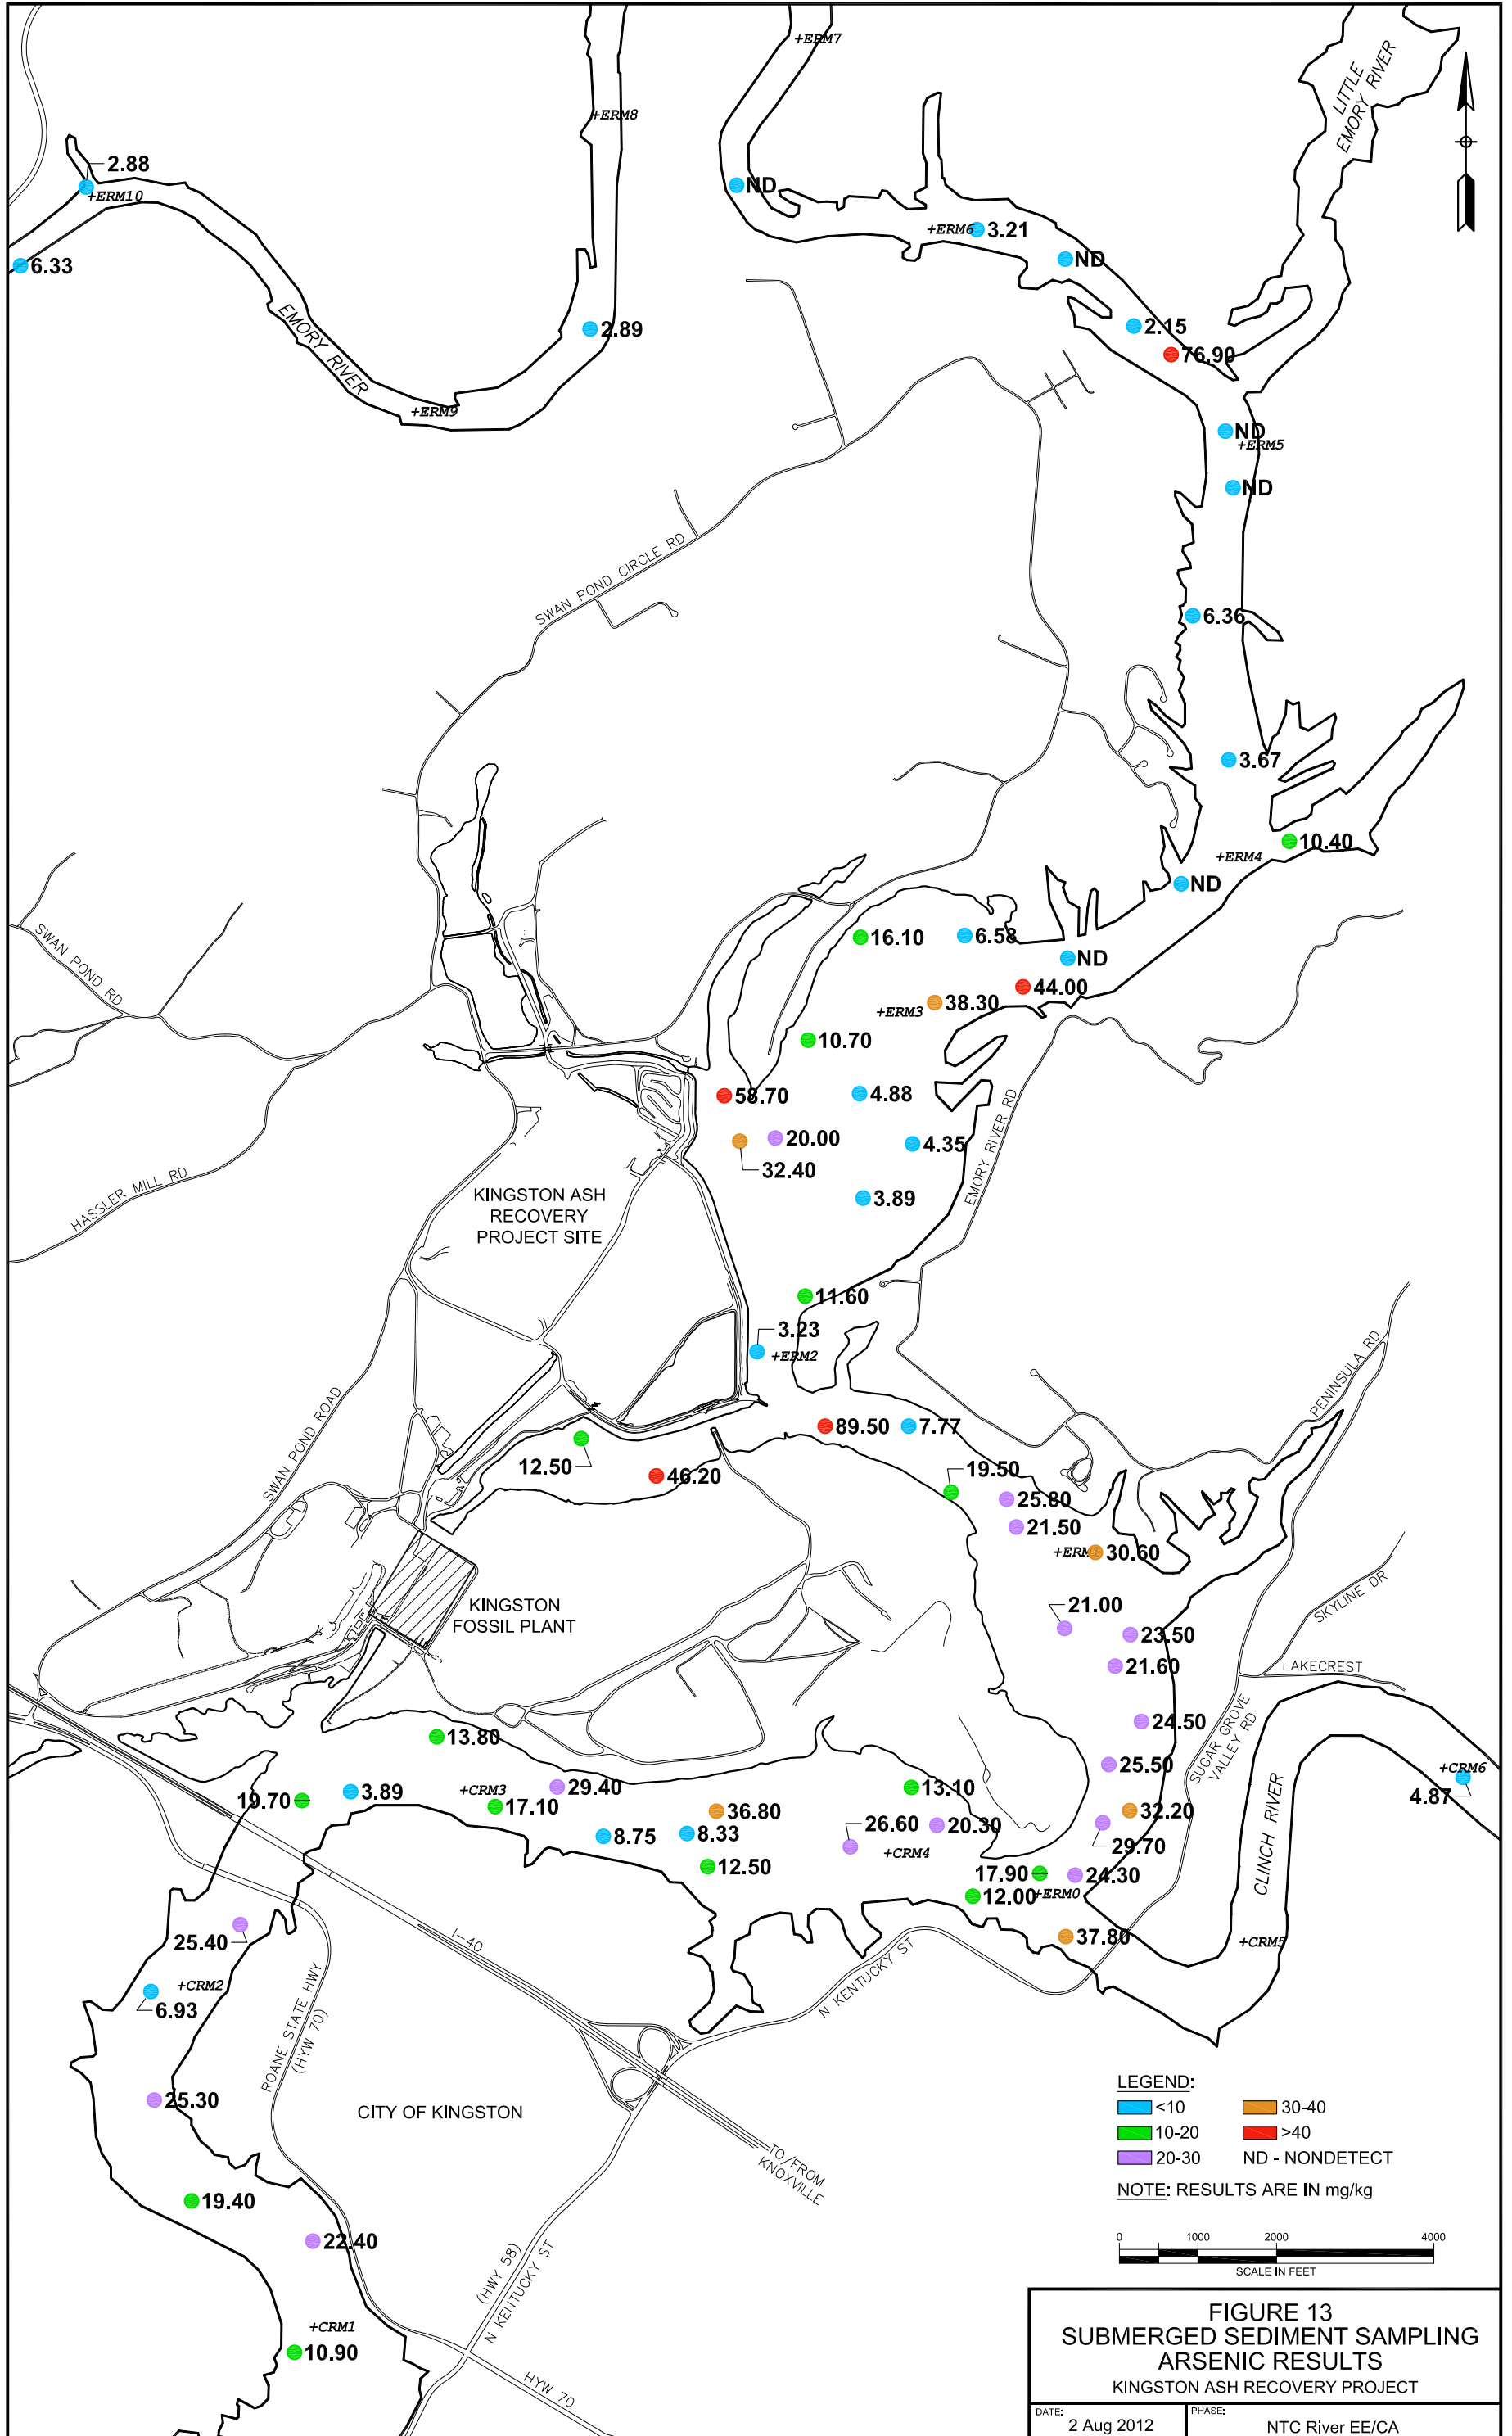 +ERM7
LITTLE
EMORY RIVER
+ERM8
2.88
+ERM10
ND
+ERM6
3.21
ND
6.33
EMORY RIVER
2.89
2.15
76.90
+ERM9
ND
+ERM5
ND
SWAN POND CIRCLE RD
6.36
3.67
10.40
+ERM4
ND
SWAN POND RD
16.10
6.58
ND
44.00
38.30
+ERM3
10.70
58.70
4.88
20.00
4.35
32.40
EMORY RIVER RD
HASSLER MILL RD
KINGSTON ASH
RECOVERY
PROJECT SITE
3.89
11.60
3.23
+ERM2
PENINSULA RD
SWAN POND ROAD
89.50
7.77
12.50
46.20
19.50
25.80
21.50
+ERM1
30.60
KINGSTON
FOSSIL PLANT
SKYLINE DR
21.00
23.50
21.60
LAKECREST
24.50
SUGAR GROVE
VALLEY RD
13.80
25.50
+CRM6
4.87
19.70
3.89
+CRM3
29.40
17.10
13.10
36.80
32.20
26.60
20.30
8.75
8.33
29.70
+CRM4
12.50
17.90
24.30
CLINCH RIVER
12.00
+ERM0
25.40
I-40
37.80
+CRM5
N KENTUCKY ST
+CRM2
6.93
ROANE STATE HWY
(HYW 70)
25.30
CITY OF KINGSTON
TO/FROM
KNOXVILLE
19.40
22.40
(HWY 58)
N KENTUCKY ST
+CRM1
10.90
HYW 70
LEGEND:
<10
30-40
10-20
>40
20-30
ND - NONDETECT
NOTE: RESULTS ARE IN mg/kg
0 1000 2000 4000
SCALE IN FEET
FIGURE 13
SUBMERGED SEDIMENT SAMPLING
ARSENIC RESULTS
KINGSTON ASH RECOVERY PROJECT
DATE:
2 Aug 2012
PHASE:
NTC River EE/CA